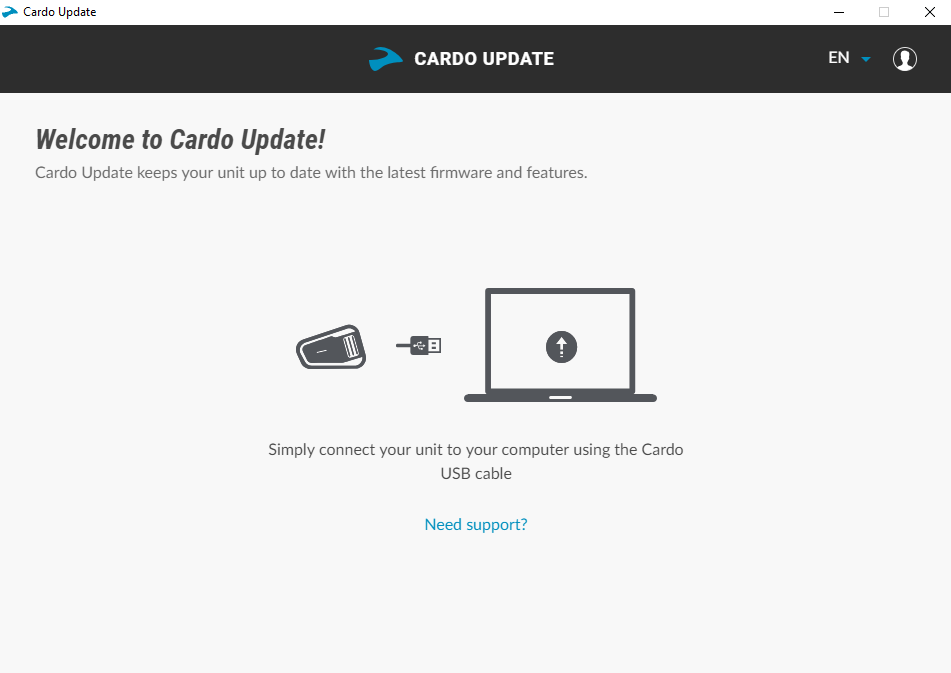 Cardo Update
CARDO UPDATE
EN
Welcome to Cardo Update!
Cardo Update keeps your unit up to date with the latest firmware and features.
Simply connect your unit to your computer using the Cardo
USB cable
Need support?